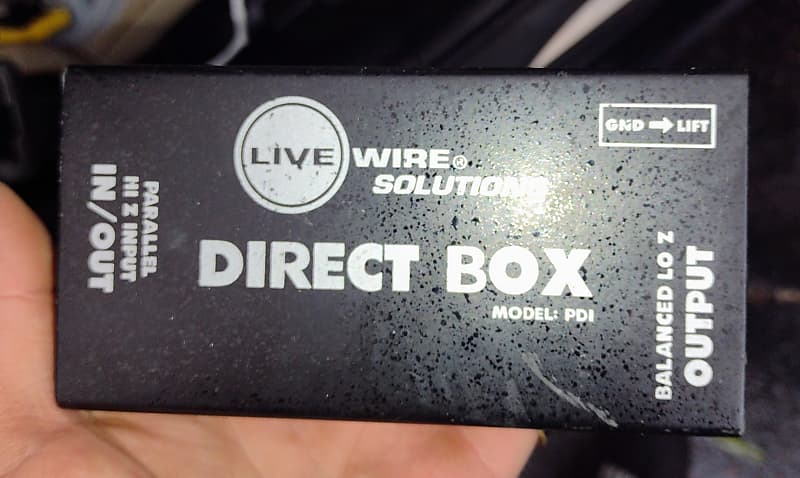 LIVE WIRE®
SOLUTIONS
GND → LIFT
PARALLEL
HI Z INPUT
IN/OUT
DIRECT BOX
MODEL: PDI
BALANCED LO Z
OUTPUT